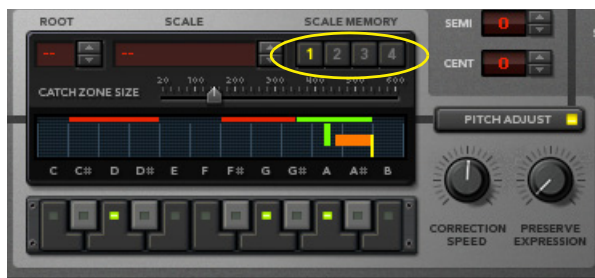 ROOT SCALE SCALE MEMORY
-- -- 1 2 3 4
20 100 200 300 400 500 600
CATCH ZONE SIZE
C C# D D# E F F# G G# A A# B
SEMI 0
CENT 0
PITCH ADJUST
CORRECTION SPEED
PRESERVE EXPRESSION